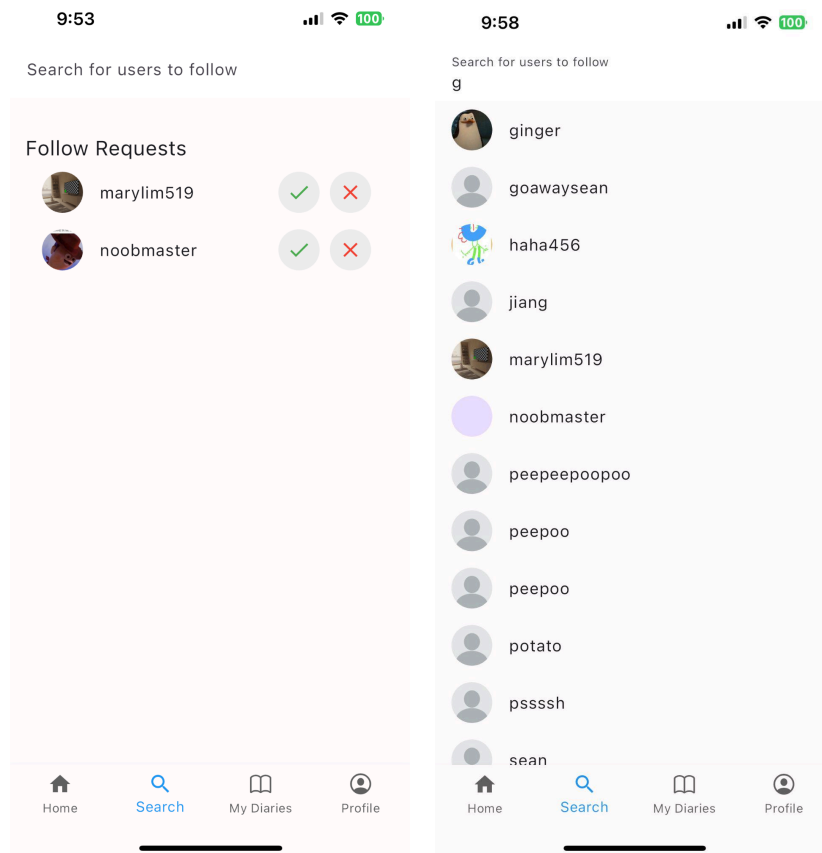 9:53
100
Search for users to follow
Follow Requests
marylim519
noobmaster
Home
Search
My Diaries
Profile
9:58
100
Search for users to follow
g
ginger
goawaysean
haha456
jiang
marylim519
noobmaster
peepeepoopoo
peepoo
peepoo
potato
pssssh
sean
Home
Search
My Diaries
Profile